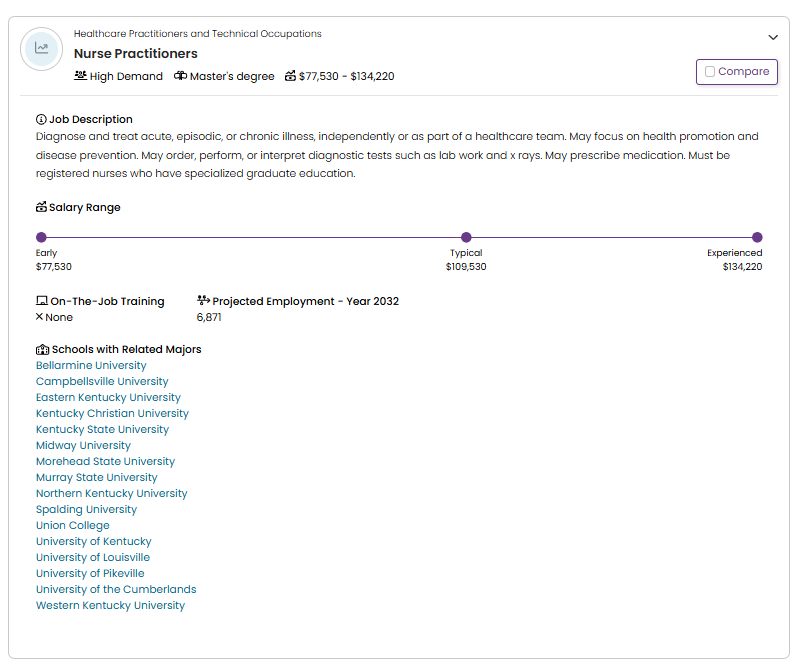 Healthcare Practitioners and Technical Occupations
Nurse Practitioners
High Demand Master's degree $77,530 - $134,220
Compare
Job Description
Diagnose and treat acute, episodic, or chronic illness, independently or as part of a healthcare team. May focus on health promotion and
disease prevention. May order, perform, or interpret diagnostic tests such as lab work and x rays. May prescribe medication. Must be
registered nurses who have specialized graduate education.
Salary Range
Early Typical Experienced
$77,530 $109,530 $134,220
On-The-Job Training Projected Employment - Year 2032
None 6,871
Schools with Related Majors
Bellarmine University
Campbellsville University
Eastern Kentucky University
Kentucky Christian University
Kentucky State University
Midway University
Morehead State University
Murray State University
Northern Kentucky University
Spalding University
Union College
University of Kentucky
University of Louisville
University of Pikeville
University of the Cumberlands
Western Kentucky University